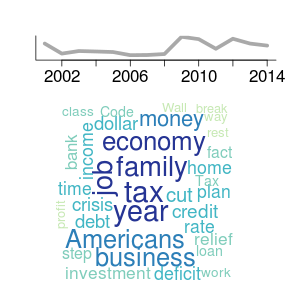 2002 2006 2010 2014
class Code Wall break
dollar money way
income economy rest
bank job family fact
home
time tax cut Tax plan
profit crisis year credit
debt rate
Americans relief
step business loan
investment deficit work